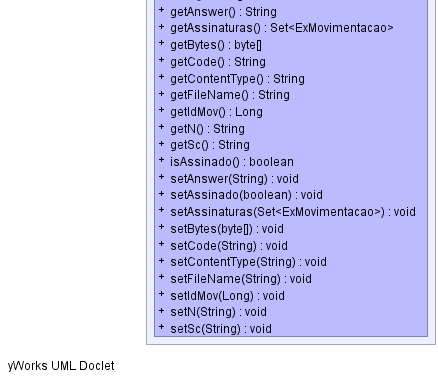 + getAnswer() : String
+ getAssinaturas() : Set<ExMovimentacao>
+ getBytes() : byte[]
+ getCode() : String
+ getContentType() : String
+ getFileName() : String
+ getIdMov() : Long
+ getN() : String
+ getSc() : String
+ isAssinado() : boolean
+ setAnswer(String) : void
+ setAssinado(boolean) : void
+ setAssinaturas(Set<ExMovimentacao>) : void
+ setBytes(byte[]) : void
+ setCode(String) : void
+ setContentType(String) : void
+ setFileName(String) : void
+ setIdMov(Long) : void
+ setN(String) : void
+ setSc(String) : void
yWorks UML Doclet